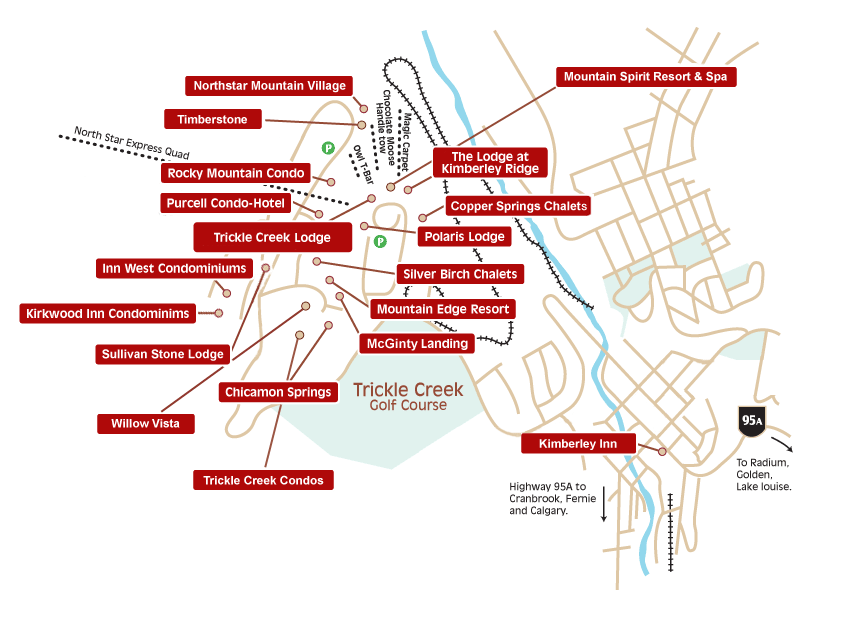 Mountain Spirit Resort & Spa
Northstar Mountain Village
Timberstone
North Star Express Quad
P
Owl T-Bar
Chocolate Moose
Handle tow
Magic Carpet
The Lodge at
Kimberley Ridge
Rocky Mountain Condo
Purcell Condo-Hotel
Copper Springs Chalets
Trickle Creek Lodge
P
Polaris Lodge
Inn West Condominiums
Silver Birch Chalets
Kirkwood Inn Condominims
Mountain Edge Resort
Sullivan Stone Lodge
McGinty Landing
Chicamon Springs
Trickle Creek
Golf Course
Willow Vista
95A
Kimberley Inn
Trickle Creek Condos
To Radium,
Golden,
Lake louise.
Highway 95A to
Cranbrook, Fernie
and Calgary.